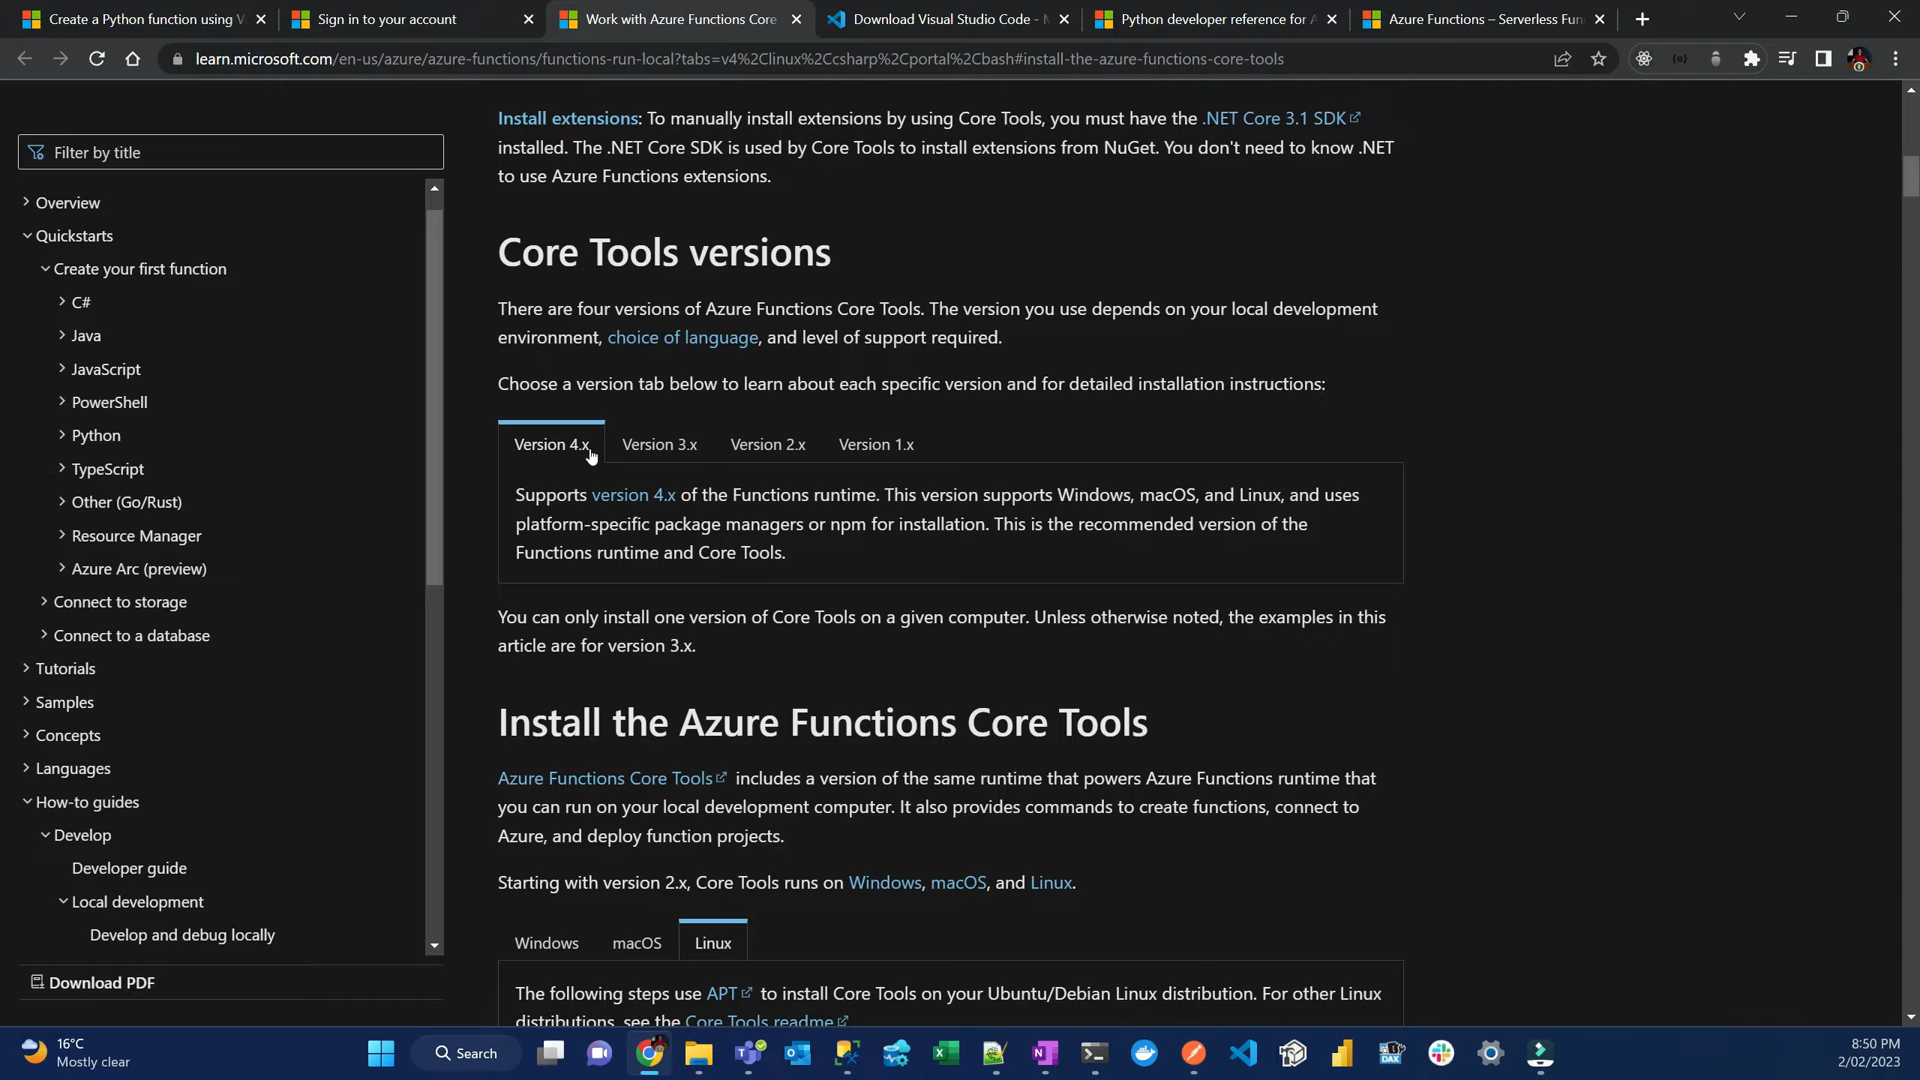 Create a Python function using V
Sign in to your account
Work with Azure Functions Core
Download Visual Studio Code - M
Python developer reference for A
Azure Functions – Serverless Fun
learn.microsoft.com/en-us/azure/azure-functions/functions-run-local?tabs=v4%2Clinux%2Ccsharp%2Cportal%2Cbash#install-the-azure-functions-core-tools
Filter by title
Overview
Quickstarts
Create your first function
C#
Java
JavaScript
PowerShell
Python
TypeScript
Other (Go/Rust)
Resource Manager
Azure Arc (preview)
Connect to storage
Connect to a database
Tutorials
Samples
Concepts
Languages
How-to guides
Develop
Developer guide
Local development
Develop and debug locally
Download PDF
Install extensions: To manually install extensions by using Core Tools, you must have the .NET Core 3.1 SDK
installed. The .NET Core SDK is used by Core Tools to install extensions from NuGet. You don't need to know .NET
to use Azure Functions extensions.
Core Tools versions
There are four versions of Azure Functions Core Tools. The version you use depends on your local development
environment, choice of language, and level of support required.
Choose a version tab below to learn about each specific version and for detailed installation instructions:
Version 4.x Version 3.x Version 2.x Version 1.x
Supports version 4.x of the Functions runtime. This version supports Windows, macOS, and Linux, and uses
platform-specific package managers or npm for installation. This is the recommended version of the
Functions runtime and Core Tools.
You can only install one version of Core Tools on a given computer. Unless otherwise noted, the examples in this
article are for version 3.x.
Install the Azure Functions Core Tools
Azure Functions Core Tools includes a version of the same runtime that powers Azure Functions runtime that
you can run on your local development computer. It also provides commands to create functions, connect to
Azure, and deploy function projects.
Starting with version 2.x, Core Tools runs on Windows, macOS, and Linux.
Windows macOS Linux
The following steps use APT to install Core Tools on your Ubuntu/Debian Linux distribution. For other Linux
distributions, see the Core Tools readme
16°C
Mostly clear
Search
DAX
8:50 PM
2/02/2023